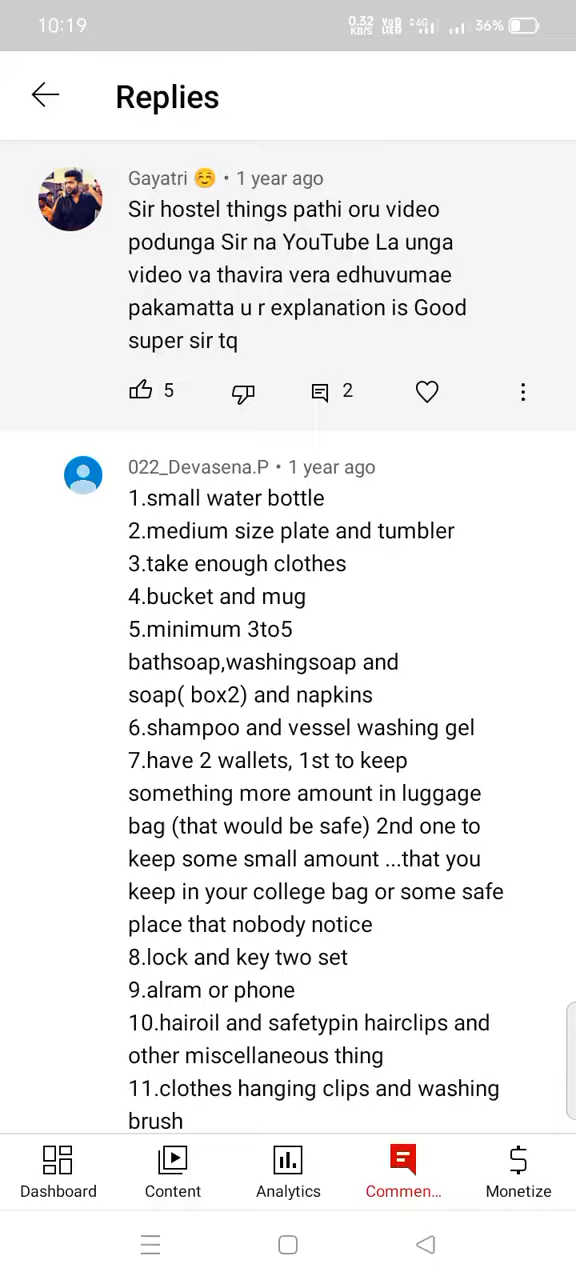 10:19
0.32 KB/S
4G
36%
Replies
Gayatri ☺️ • 1 year ago
Sir hostel things pathi oru video
podunga Sir na YouTube La unga
video va thavira vera edhuvumae
pakamatta u r explanation is Good
super sir tq
5
2
022_Devasena.P • 1 year ago
1.small water bottle
2.medium size plate and tumbler
3.take enough clothes
4.bucket and mug
5.minimum 3to5
bathsoap,washingsoap and
soap( box2) and napkins
6.shampoo and vessel washing gel
7.have 2 wallets, 1st to keep
something more amount in luggage
bag (that would be safe) 2nd one to
keep some small amount ...that you
keep in your college bag or some safe
place that nobody notice
8.lock and key two set
9.alram or phone
10.hairoil and safetypin hairclips and
other miscellaneous thing
11.clothes hanging clips and washing
brush
Dashboard
Content
Analytics
Commen...
Monetize